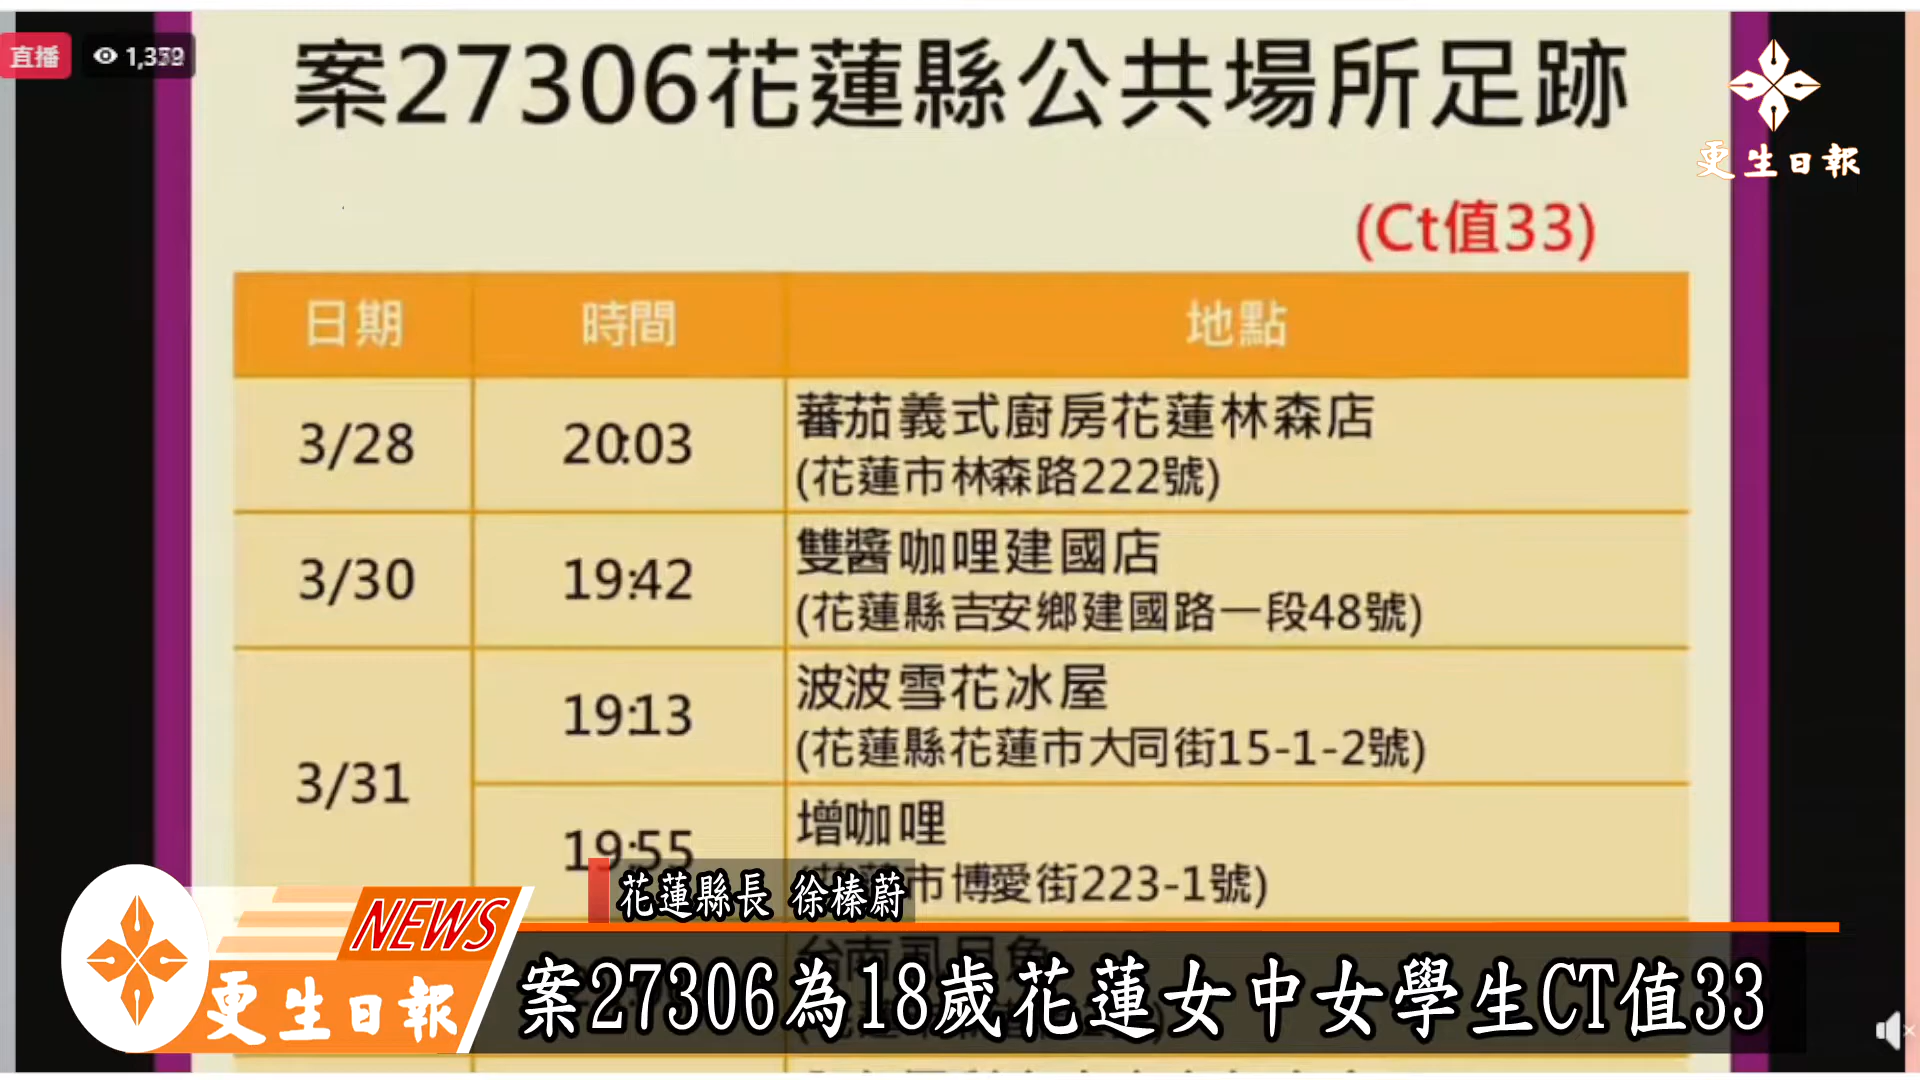 直播
案27306花蓮縣公共場所足跡
更生日報
(Ct值33)
日期 時間 地點
3/28 20:03 蕃茄義式廚房花蓮林森店
(花蓮市林森路222號)
3/30 19:42 雙醬咖哩建國店
(花蓮縣吉安鄉建國路一段48號)
3/31 19:13 波波雪花冰屋
(花蓮縣花蓮市大同街15-1-2號)
19:55 增咖哩
市博愛街223-1號)
花蓮縣長 徐榛蔚
NEWS
更生日報
案27306為18歲花蓮女中女學生CT值33